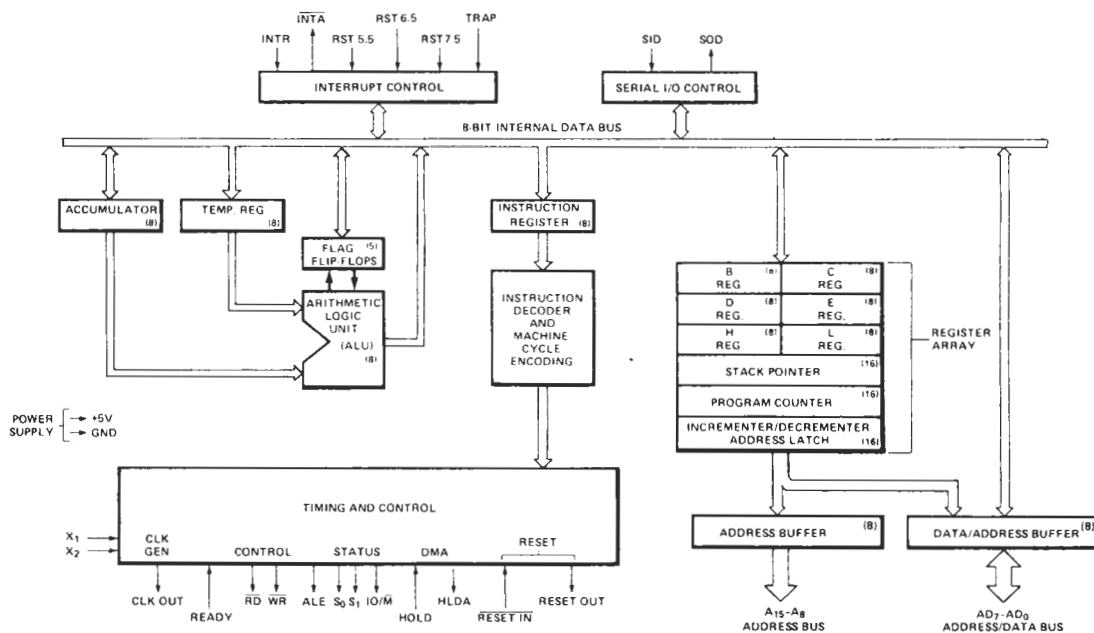 INTR
INTA
RST 5.5
RST 6.5
RST 7.5
TRAP
SID
SOD
INTERRUPT CONTROL
SERIAL I/O CONTROL
8-BIT INTERNAL DATA BUS
ACCUMULATOR
(8)
TEMP. REG
(8)
INSTRUCTION
REGISTER (8)
FLAG (5)
FLIP-FLOPS
ARITHMETIC
LOGIC
UNIT
(ALU)
(8)
INSTRUCTION
DECODER
AND
MACHINE
CYCLE
ENCODING
B (8)
REG
C (8)
REG
D (8)
REG.
E (8)
REG.
H (8)
REG.
L (8)
REG.
STACK POINTER (16)
PROGRAM COUNTER (16)
INCREMENTER/DECREMENTER
ADDRESS LATCH (16)
REGISTER
ARRAY
POWER
SUPPLY
+5V
GND
TIMING AND CONTROL
X1
X2
CLK
GEN
CONTROL
STATUS
DMA
RESET
CLK OUT
READY
RD
WR
ALE
S0
S1
IO/M
HOLD
HLDA
RESET IN
RESET OUT
ADDRESS BUFFER (8)
DATA/ADDRESS BUFFER (8)
A15-A8
ADDRESS BUS
AD7-AD0
ADDRESS/DATA BUS